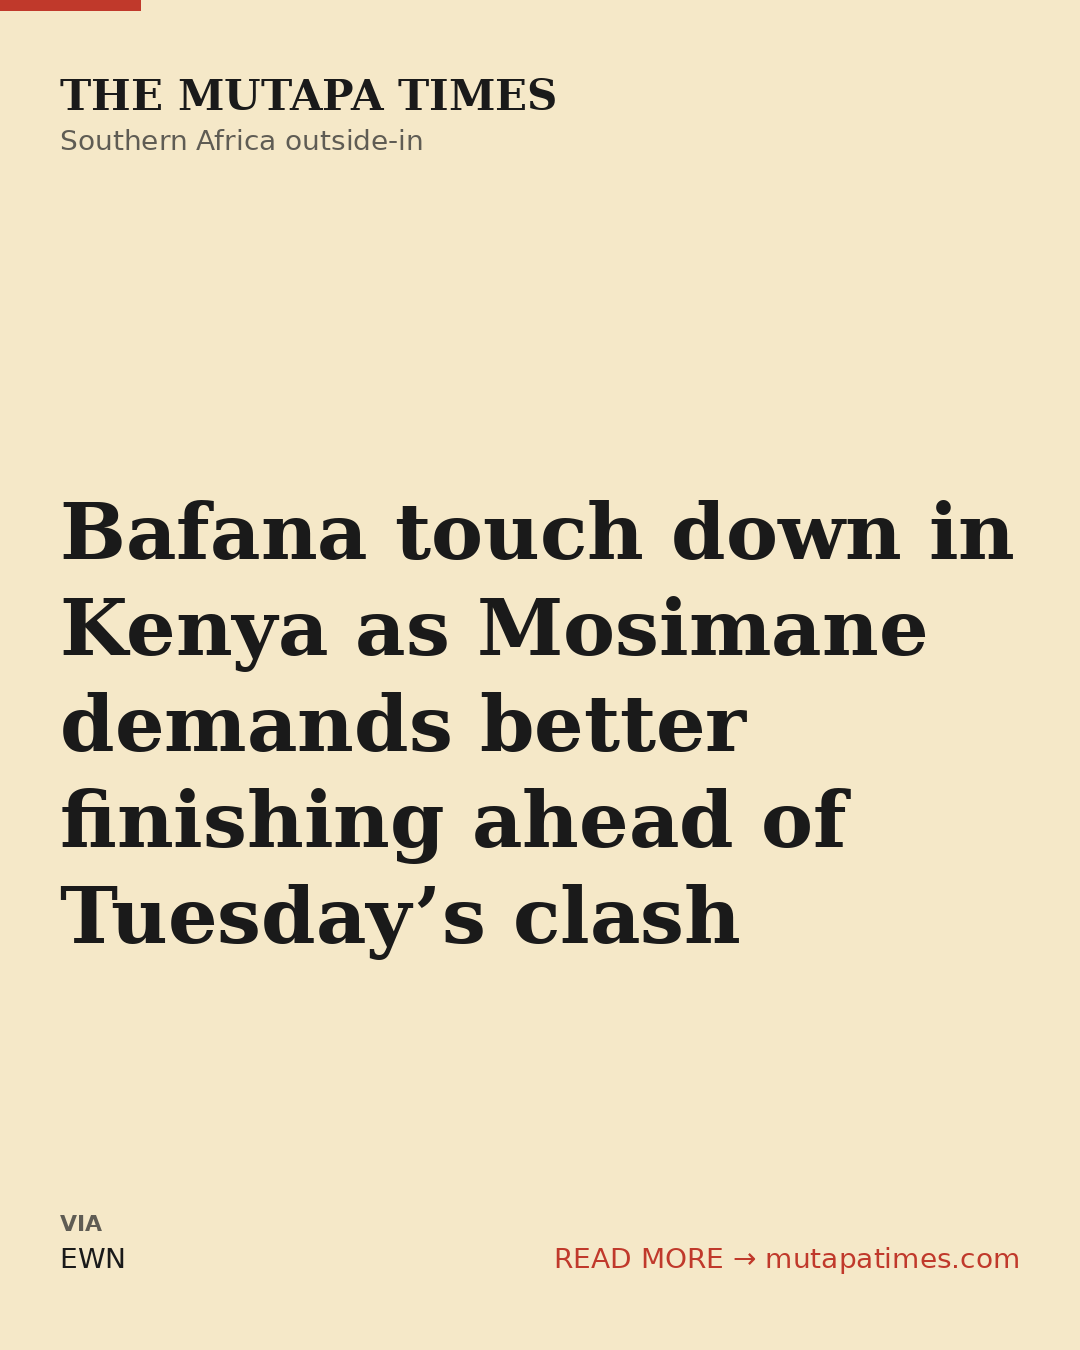 THE MUTAPA TIMES
Southern Africa outside-in
Bafana touch down in
Kenya as Mosimane
demands better
finishing ahead of
Tuesday’s clash
VIA
EWN
READ MORE → mutapatimes.com